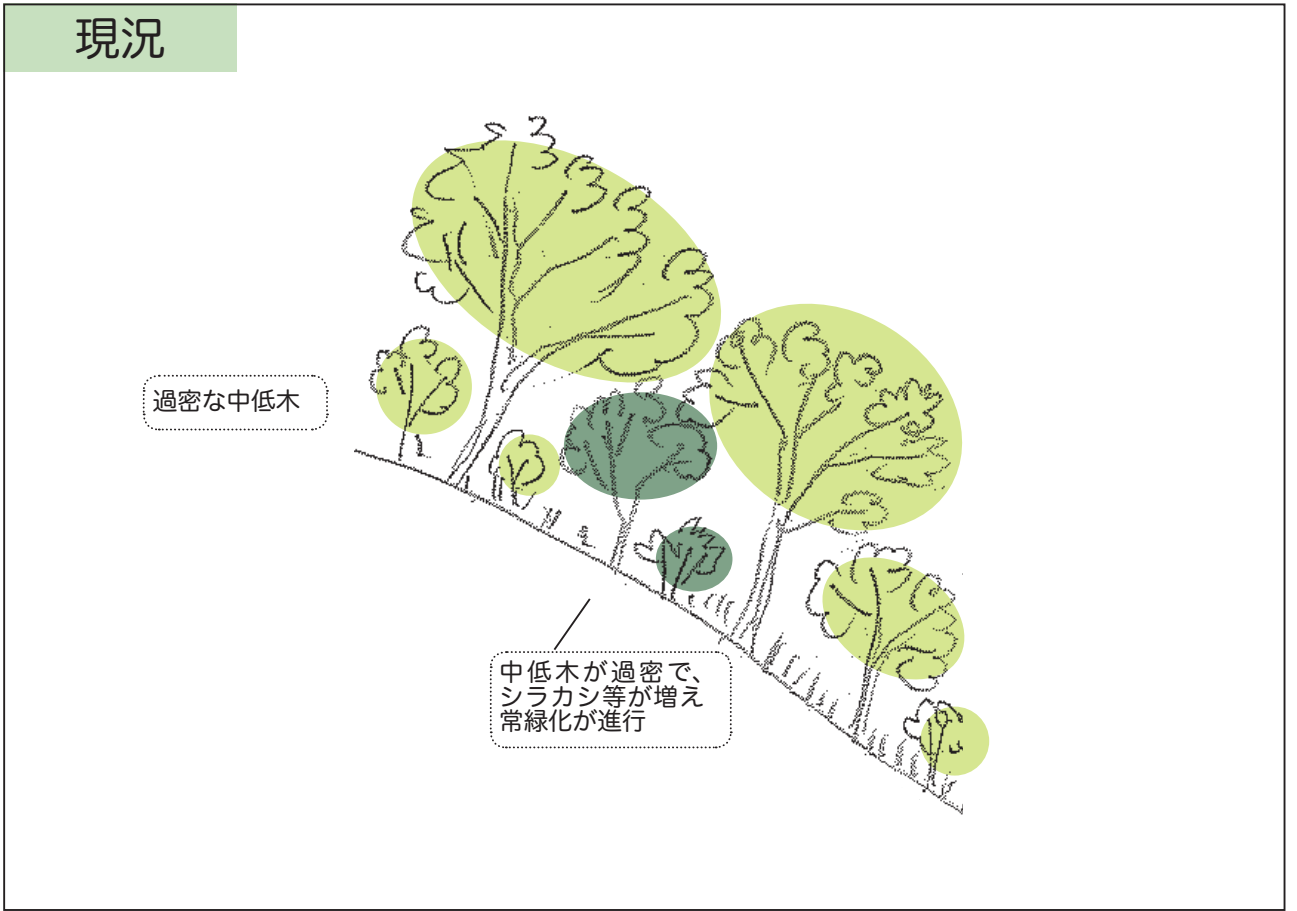 現況
過密な中低木
中低木が過密で、
シラカシ等が増え
常緑化が進行